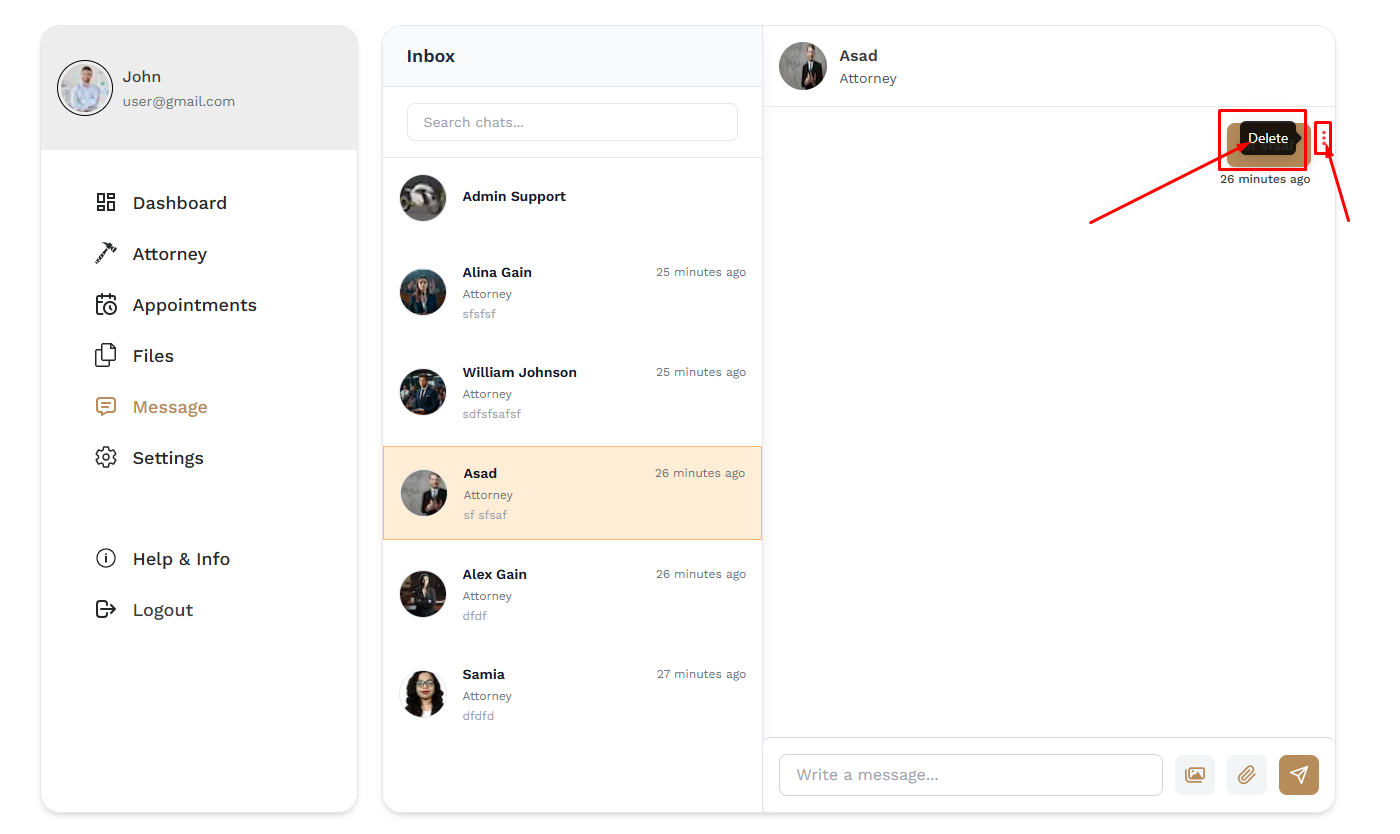 John
user@gmail.com
Dashboard
Attorney
Appointments
Files
Message
Settings
Help & Info
Logout
Inbox
Search chats...
Admin Support
Alina Gain
25 minutes ago
Attorney
sfsfsf
William Johnson
25 minutes ago
Attorney
sdfsfsafsf
Asad
26 minutes ago
Attorney
sf sfsaf
Alex Gain
26 minutes ago
Attorney
dfdf
Samia
27 minutes ago
Attorney
dfdfd
Asad
Attorney
Delete
26 minutes ago
Write a message...